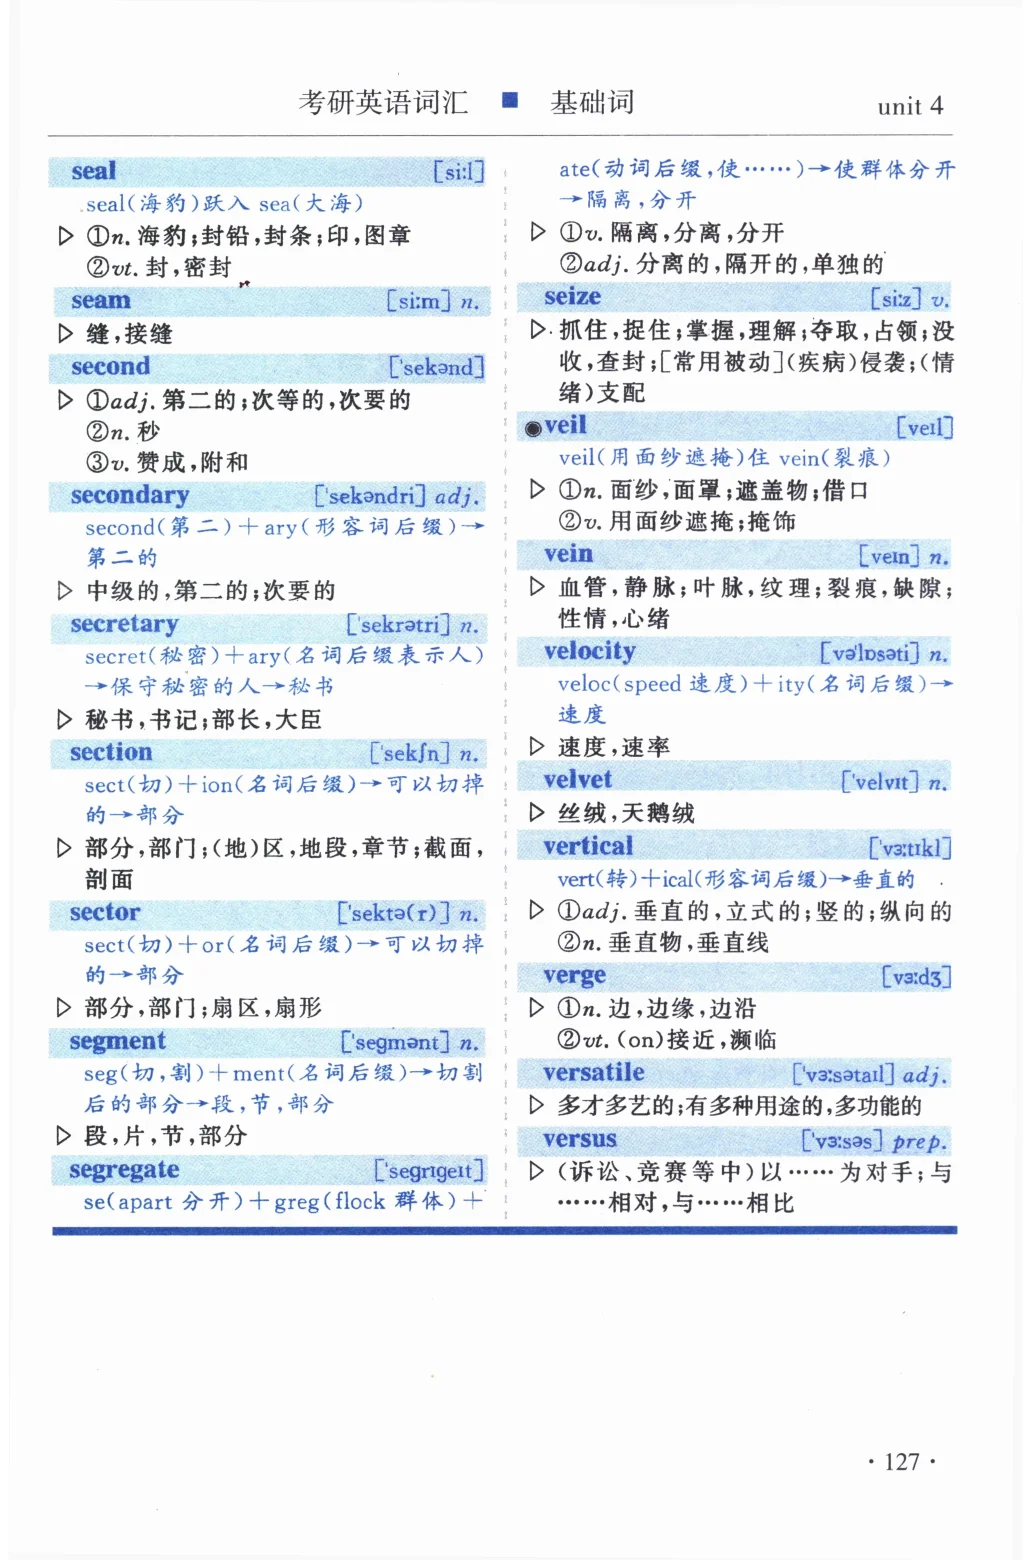 考研英语词汇 ■ 基础词 unit 4
seal [siːl]
seal(海豹)跃入 sea(大海)
▷ ①n. 海豹;封铅,封条;印,图章
②vt. 封,密封
seam [siːm] n.
▷ 缝,接缝
second [ˈsekənd]
▷ ①adj. 第二的;次等的,次要的
②n. 秒
③v. 赞成,附和
secondary [ˈsekəndri] adj.
second(第二)+ary(形容词后缀)→
第二的
▷ 中级的,第二的;次要的
secretary [ˈsekrətri] n.
secret(秘密)+ary(名词后缀表示人)
→保守秘密的人→秘书
▷ 秘书,书记;部长,大臣
section [ˈsekʃn] n.
sect(切)+ion(名词后缀)→可以切掉
的→部分
▷ 部分,部门;(地)区,地段,章节;截面,
剖面
sector [ˈsektə(r)] n.
sect(切)+or(名词后缀)→可以切掉
的→部分
▷ 部分,部门;扇区,扇形
segment [ˈsegmənt] n.
seg(切,割)+ment(名词后缀)→切割
后的部分→段,节,部分
▷ 段,片,节,部分
segregate [ˈsegrɪgeɪt]
se(apart 分开)+greg(flock 群体)+
ate(动词后缀,使……)→使群体分开
→隔离,分开
▷ ①v. 隔离,分离,分开
②adj. 分离的,隔开的,单独的
seize [siːz] v.
▷ 抓住,捉住;掌握,理解;夺取,占领;没
收,查封;[常用被动](疾病)侵袭;(情
绪)支配
◉veil [veɪl]
veil(用面纱遮掩)住 vein(裂痕)
▷ ①n. 面纱,面罩;遮盖物;借口
②v. 用面纱遮掩;掩饰
vein [veɪn] n.
▷ 血管,静脉;叶脉,纹理;裂痕,缺隙;
性情,心绪
velocity [vəˈlɒsəti] n.
veloc(speed 速度)+ity(名词后缀)→
速度
▷ 速度,速率
velvet [ˈvelvɪt] n.
▷ 丝绒,天鹅绒
vertical [ˈvɜːtɪkl]
vert(转)+ical(形容词后缀)→垂直的
▷ ①adj. 垂直的,立式的;竖的;纵向的
②n. 垂直物,垂直线
verge [vɜːdʒ]
▷ ①n. 边,边缘,边沿
②vt. (on)接近,濒临
versatile [ˈvɜːsətaɪl] adj.
▷ 多才多艺的;有多种用途的,多功能的
versus [ˈvɜːsəs] prep.
▷ (诉讼、竞赛等中)以……为对手;与
……相对,与……相比
· 127 ·